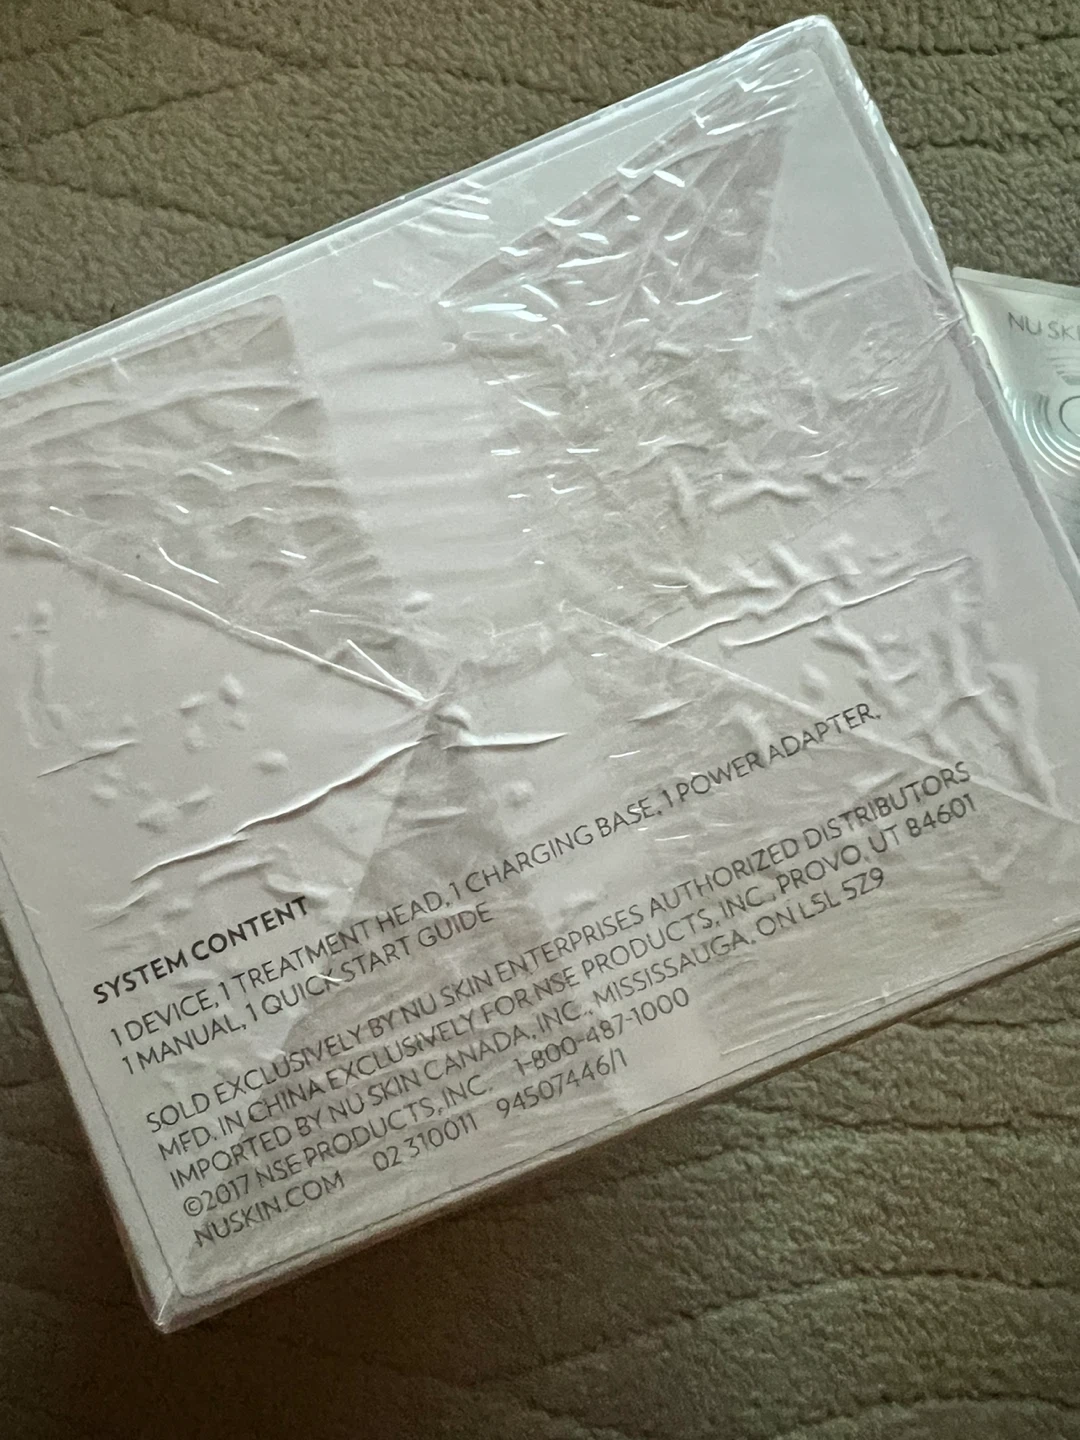 SYSTEM CONTENT
1 DEVICE, 1 TREATMENT HEAD, 1 CHARGING BASE, 1 POWER ADAPTER,
1 MANUAL, 1 QUICK START GUIDE
SOLD EXCLUSIVELY BY NU SKIN ENTERPRISES AUTHORIZED DISTRIBUTORS
MFD. IN CHINA EXCLUSIVELY FOR NSE PRODUCTS, INC., PROVO, UT 84601
IMPORTED BY NU SKIN CANADA, INC., MISSISSAUGA, ON L5L 5Z9
©2017 NSE PRODUCTS, INC. 1-800-487-1000
NUSKIN.COM 02 310011 94507446/1
NU SKI